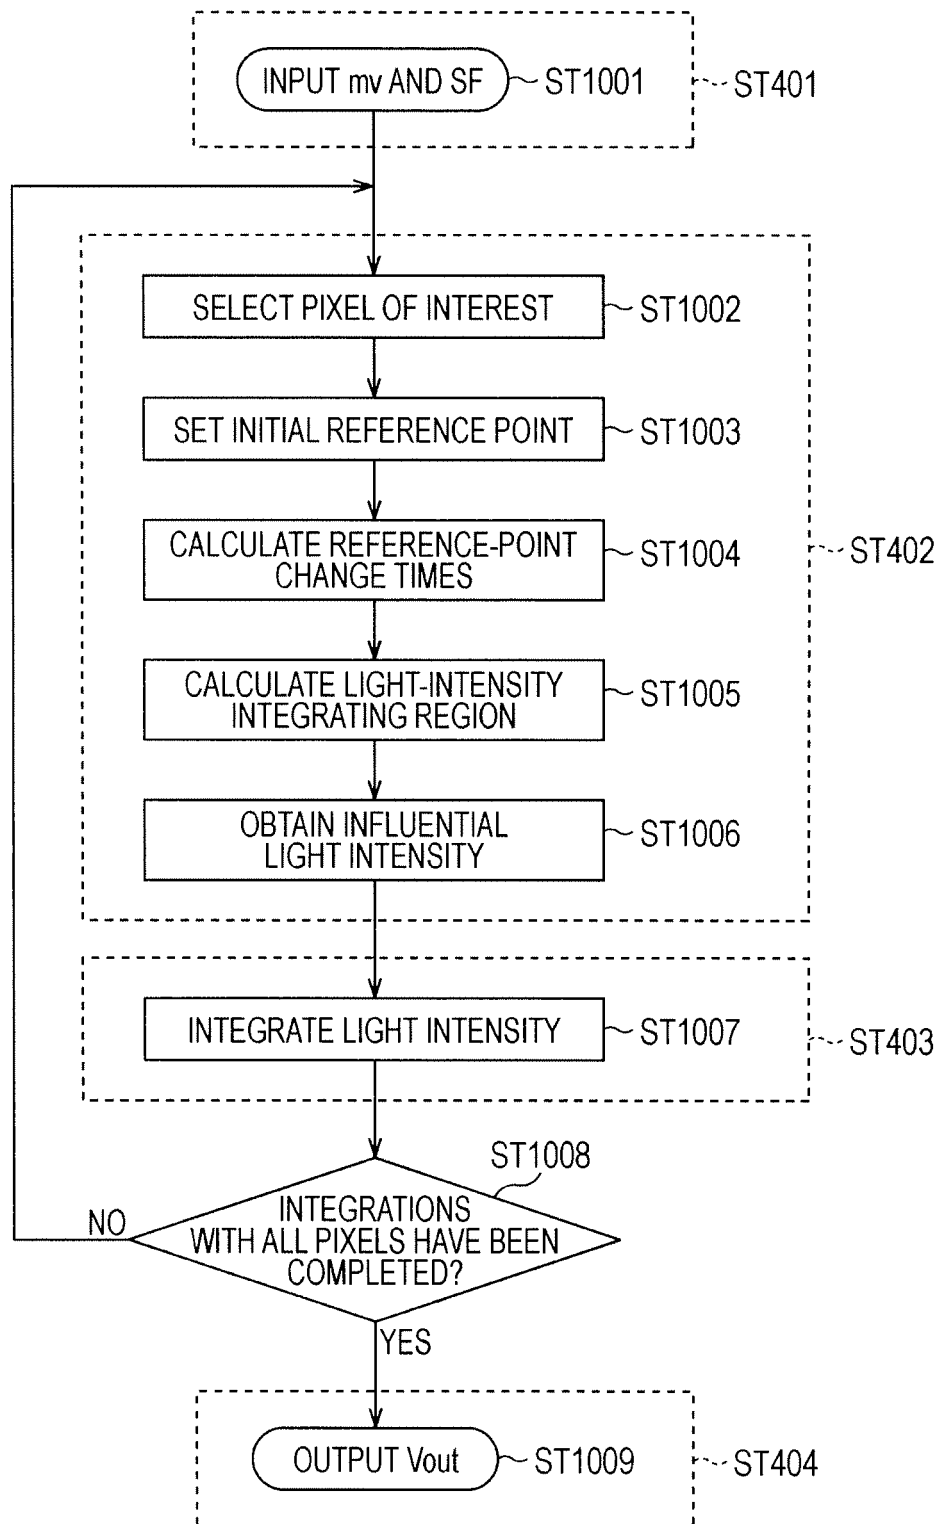 INPUT mv AND SF
ST1001
ST401
SELECT PIXEL OF INTEREST
ST1002
SET INITIAL REFERENCE POINT
ST1003
CALCULATE REFERENCE-POINT
CHANGE TIMES
ST1004
ST402
CALCULATE LIGHT-INTENSITY
INTEGRATING REGION
ST1005
OBTAIN INFLUENTIAL
LIGHT INTENSITY
ST1006
INTEGRATE LIGHT INTENSITY
ST1007
ST403
ST1008
INTEGRATIONS
WITH ALL PIXELS HAVE BEEN
COMPLETED?
NO
YES
OUTPUT Vout
ST1009
ST404